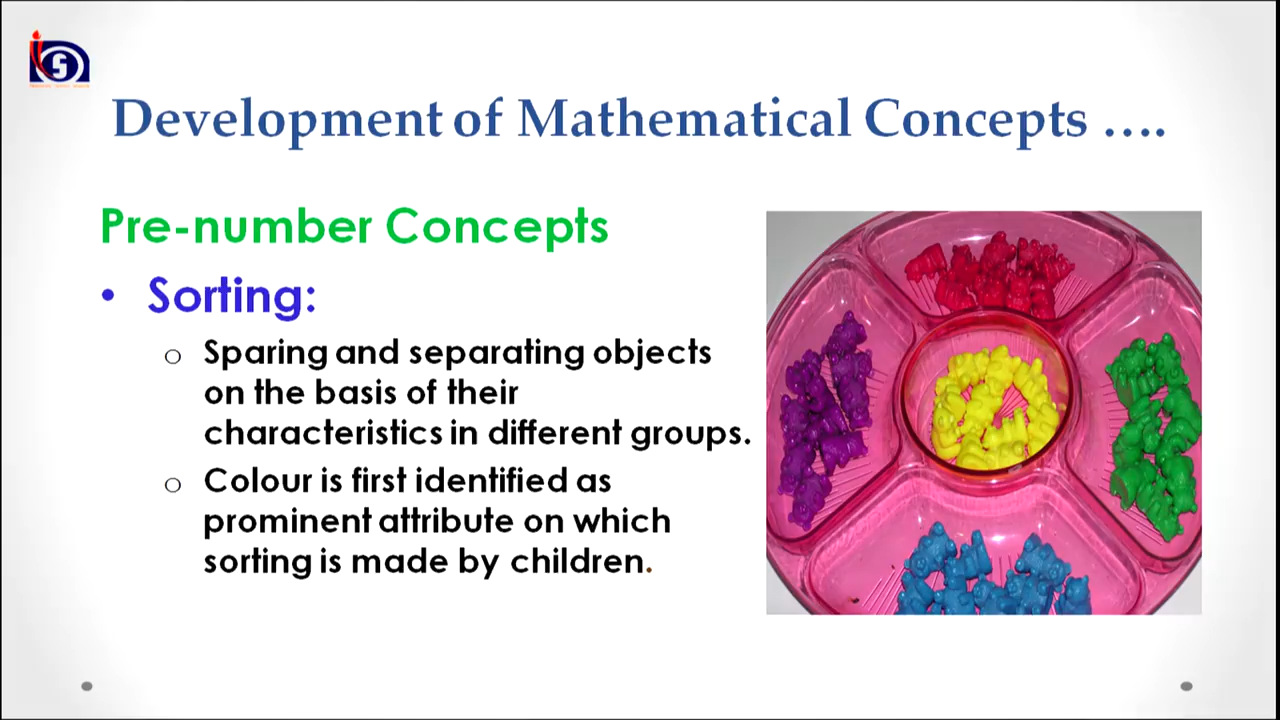 Development of Mathematical Concepts ....
Pre-number Concepts
• Sorting:
o Sparing and separating objects
on the basis of their
characteristics in different groups.
o Colour is first identified as
prominent attribute on which
sorting is made by children.